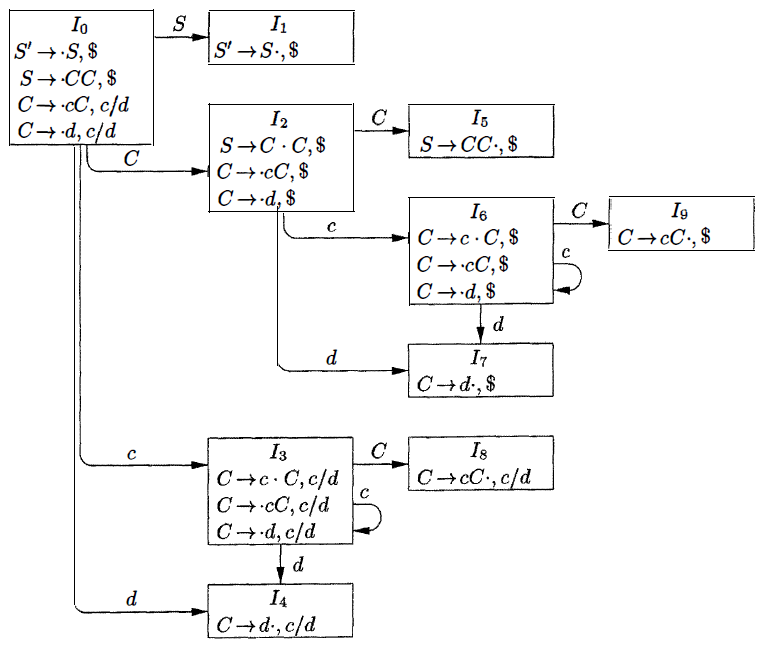 I₀
S′ → ·S, $
S → ·CC, $
C → ·cC, c/d
C → ·d, c/d
S
I₁
S′ → S·, $
C
I₂
S → C · C, $
C → ·cC, $
C → ·d, $
C
I₅
S → CC·, $
c
I₆
C → c · C, $
C → ·cC, $
C → ·d, $
C
I₉
C → cC·, $
c
d
d
I₇
C → d·, $
c
I₃
C → c · C, c/d
C → ·cC, c/d
C → ·d, c/d
C
I₈
C → cC·, c/d
c
d
d
I₄
C → d·, c/d